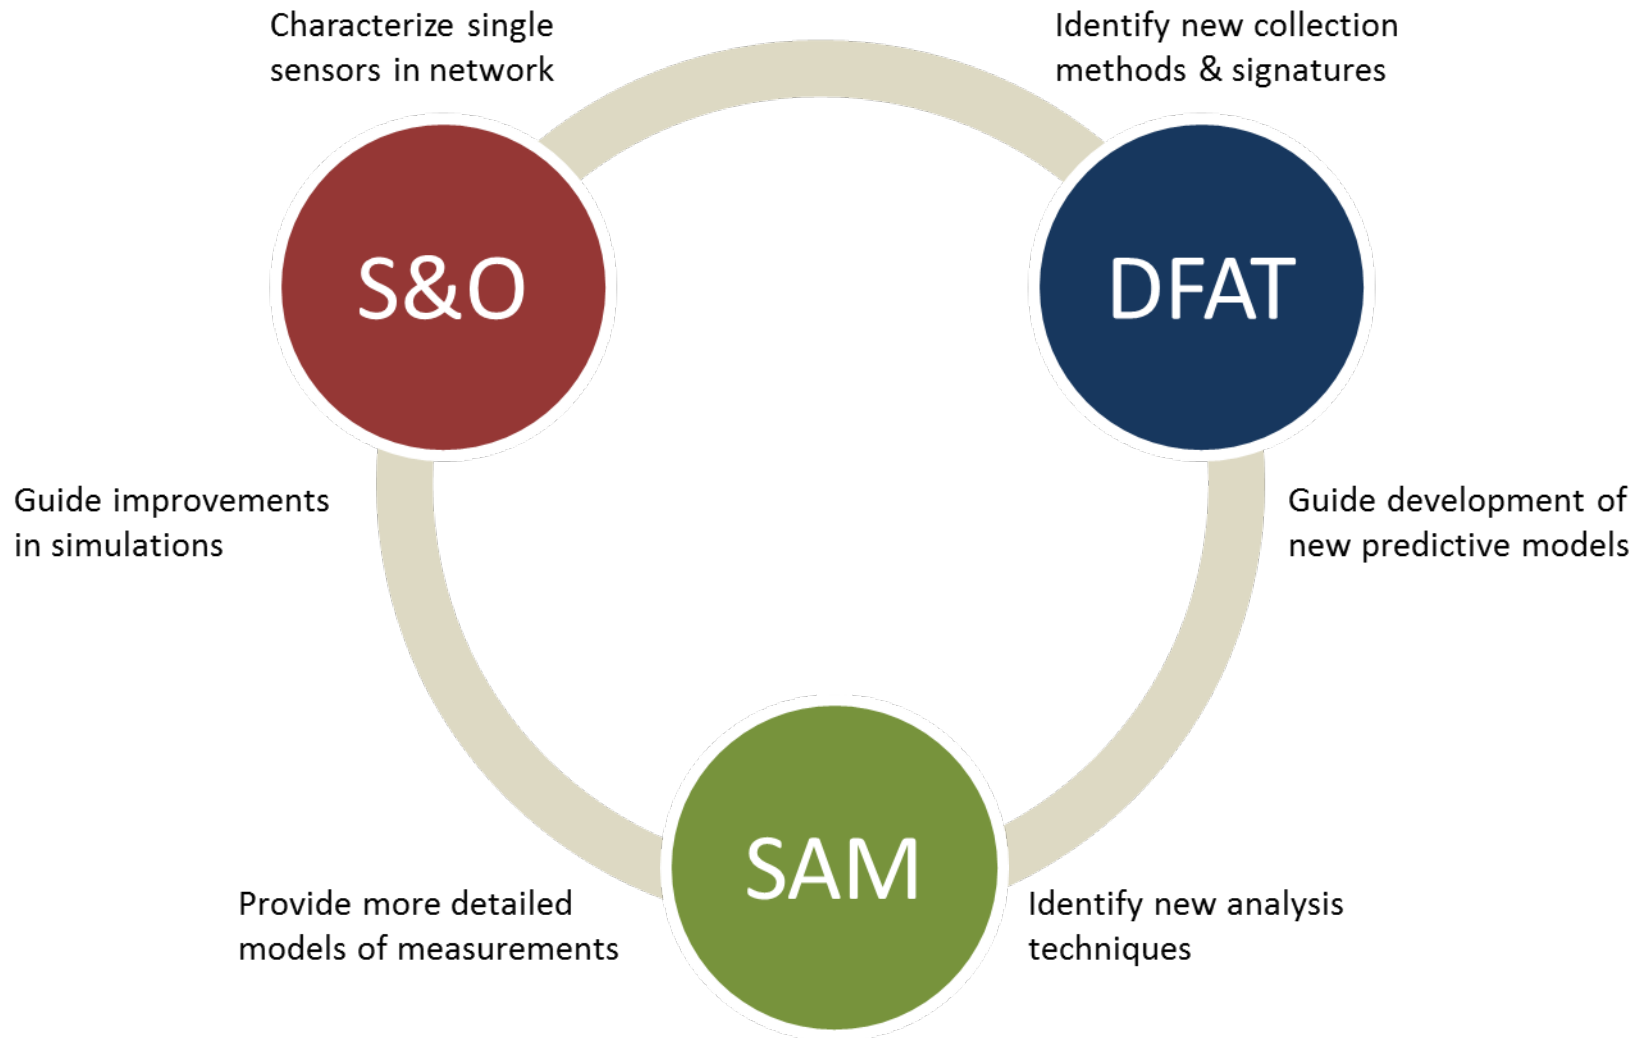 Characterize single
sensors in network
Identify new collection
methods & signatures
S&O
DFAT
Guide improvements
in simulations
Guide development of
new predictive models
SAM
Provide more detailed
models of measurements
Identify new analysis
techniques